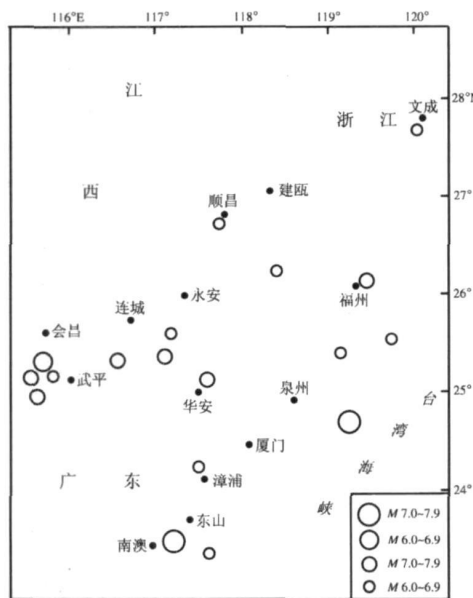 116°E 117° 118° 119° 120°
江
28°N
文成
浙 江
27°
西
建瓯
顺昌
26°
永安
福州
连城
会昌
武平
25°
华安
泉州
台
湾
厦门
海
广 东
漳浦
24°
峡
东山
南澳
M 7.0~7.9
M 6.0~6.9
M 7.0~7.9
M 6.0~6.9